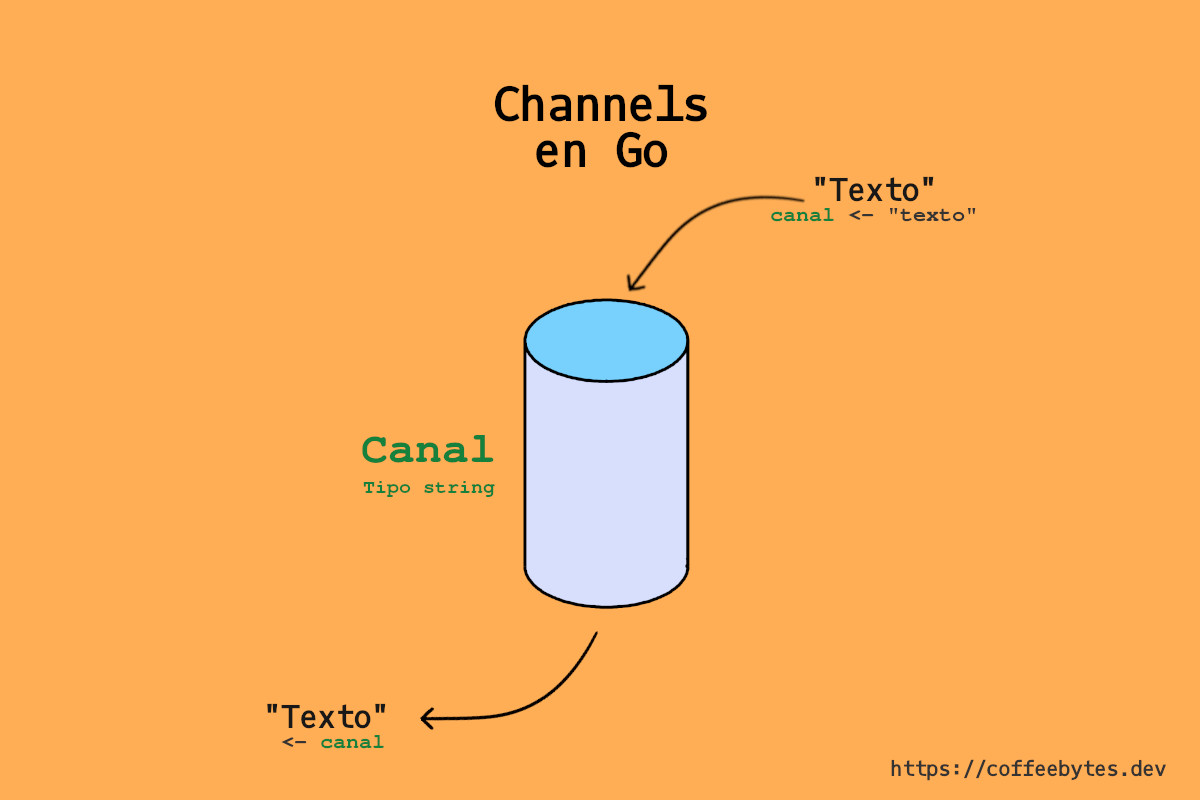 Channels
en Go
"Texto"
canal <- "texto"
Canal
Tipo string
"Texto"
<- canal
https://coffeebytes.dev